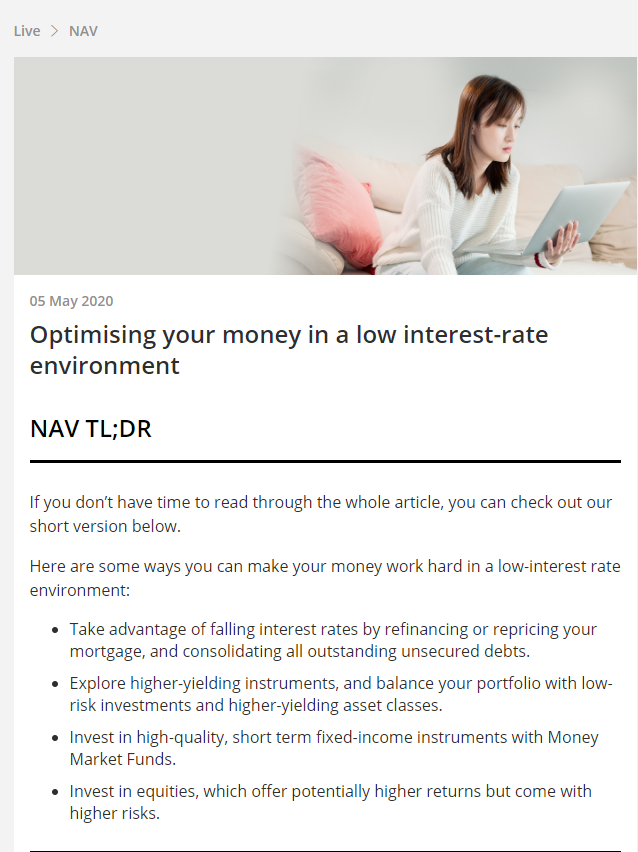 Live > NAV
05 May 2020
Optimising your money in a low interest-rate
environment
NAV TL;DR
If you don’t have time to read through the whole article, you can check out our
short version below.
Here are some ways you can make your money work hard in a low-interest rate
environment:
• Take advantage of falling interest rates by refinancing or repricing your
mortgage, and consolidating all outstanding unsecured debts.
• Explore higher-yielding instruments, and balance your portfolio with low-
risk investments and higher-yielding asset classes.
• Invest in high-quality, short term fixed-income instruments with Money
Market Funds.
• Invest in equities, which offer potentially higher returns but come with
higher risks.